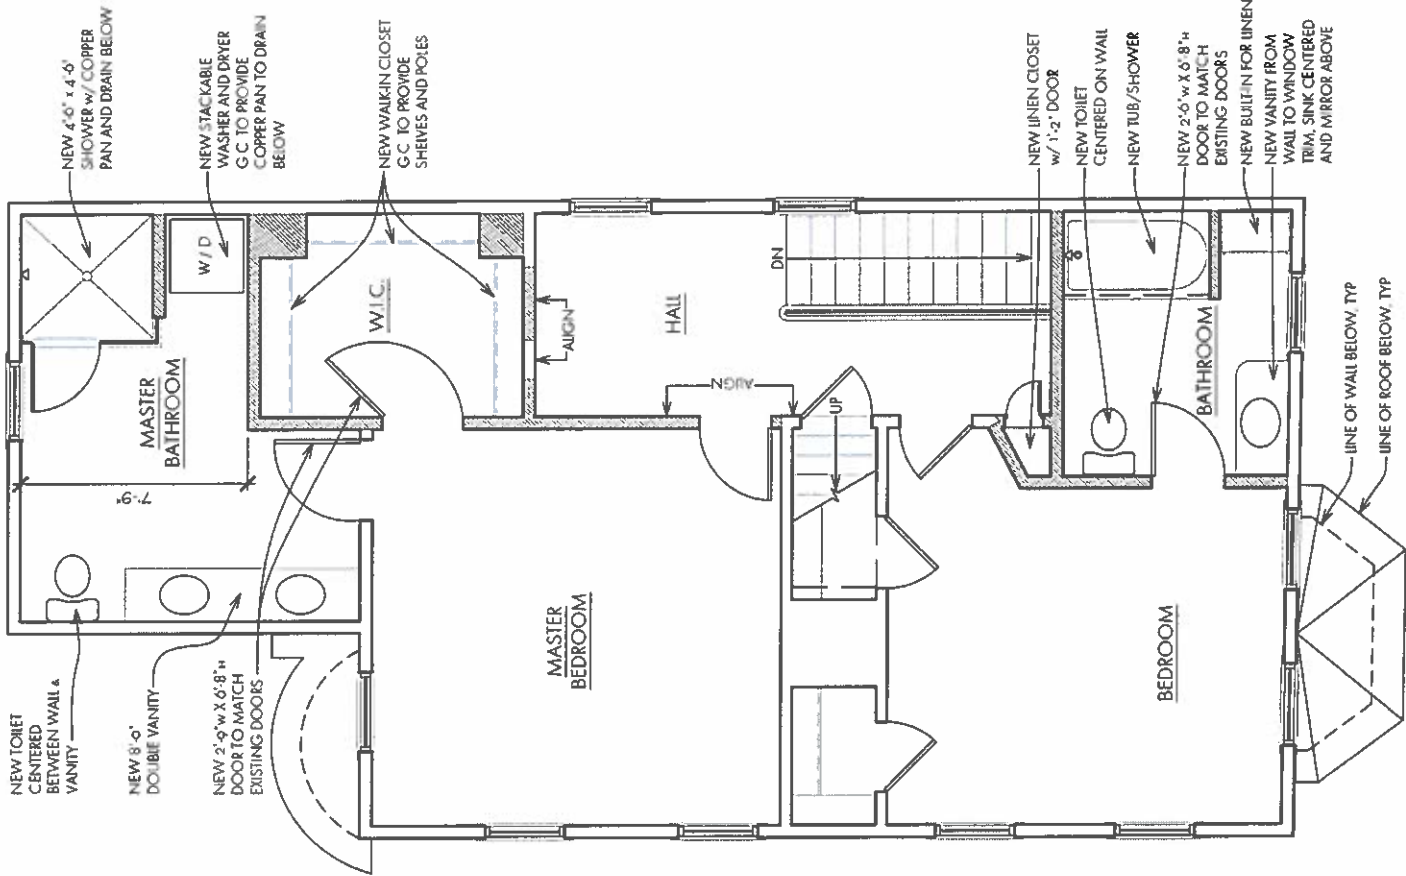 NEW 4'-6" x 4'-6"
SHOWER w/ COPPER
PAN AND DRAIN BELOW
NEW STACKABLE
WASHER AND DRYER
GC TO PROVIDE
COPPER PAN TO DRAIN
BELOW
NEW WALK-IN CLOSET
GC TO PROVIDE
SHELVES AND POLES
NEW LINEN CLOSET
w/ 1'-2" DOOR
NEW TOILET
CENTERED ON WALL
NEW TUB/SHOWER
NEW 2'-6"w X 6'-8"H
DOOR TO MATCH
EXISTING DOORS
NEW BUILT-IN FOR LINEN
NEW VANITY FROM
WALL TO WINDOW
TRIM, SINK CENTERED
AND MIRROR ABOVE
W/D
W.I.C.
ALIGN
HALL
DN
MASTER
BATHROOM
7'-9"
ALIGN
UP
BATHROOM
LINE OF WALL BELOW, TYP
LINE OF ROOF BELOW, TYP
MASTER
BEDROOM
BEDROOM
NEW TOILET
CENTERED
BETWEEN WALL &
VANITY
NEW 8'-0"
DOUBLE VANITY
NEW 2'-9"w X 6'-8"H
DOOR TO MATCH
EXISTING DOORS